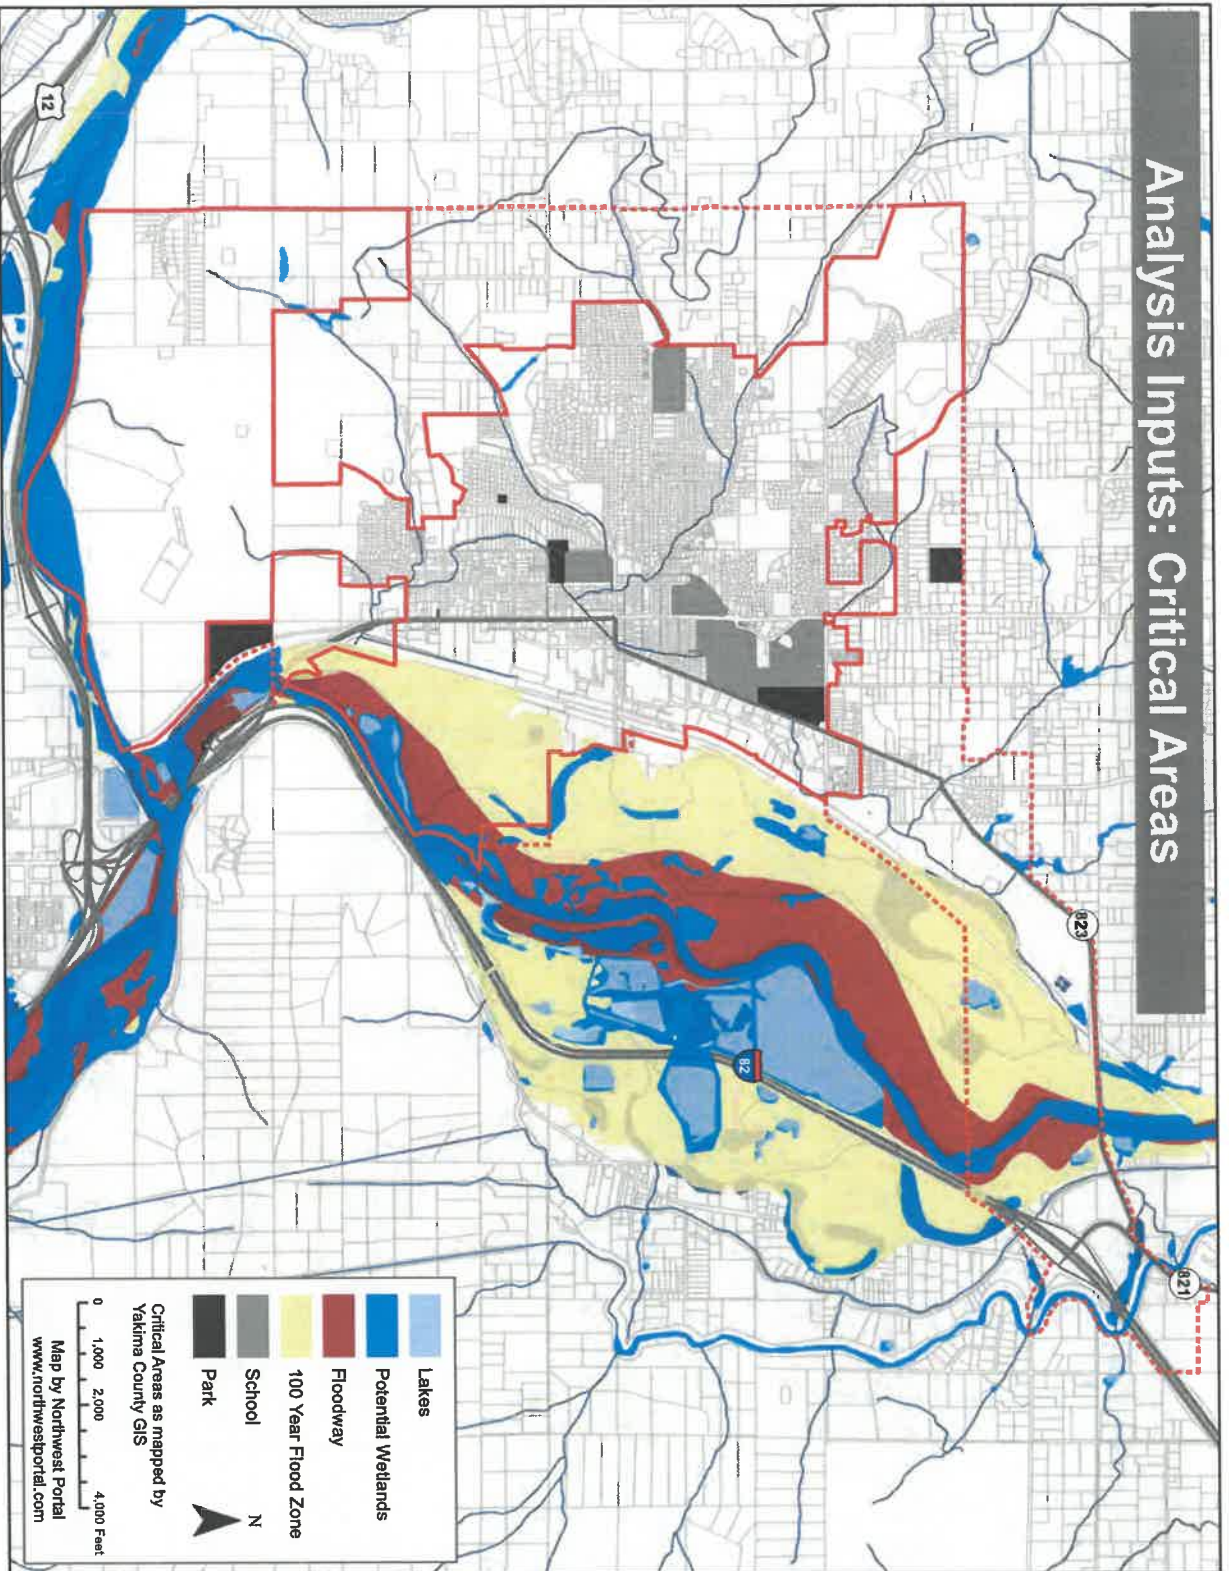 Analysis Inputs: Critical Areas
12
823
82
821
Lakes
Potential Wetlands
Floodway
100 Year Flood Zone
School
Park
N
Critical Areas as mapped by
Yakima County GIS
0 1,000 2,000 4,000 Feet
Map by Northwest Portal
www.northwestportal.com